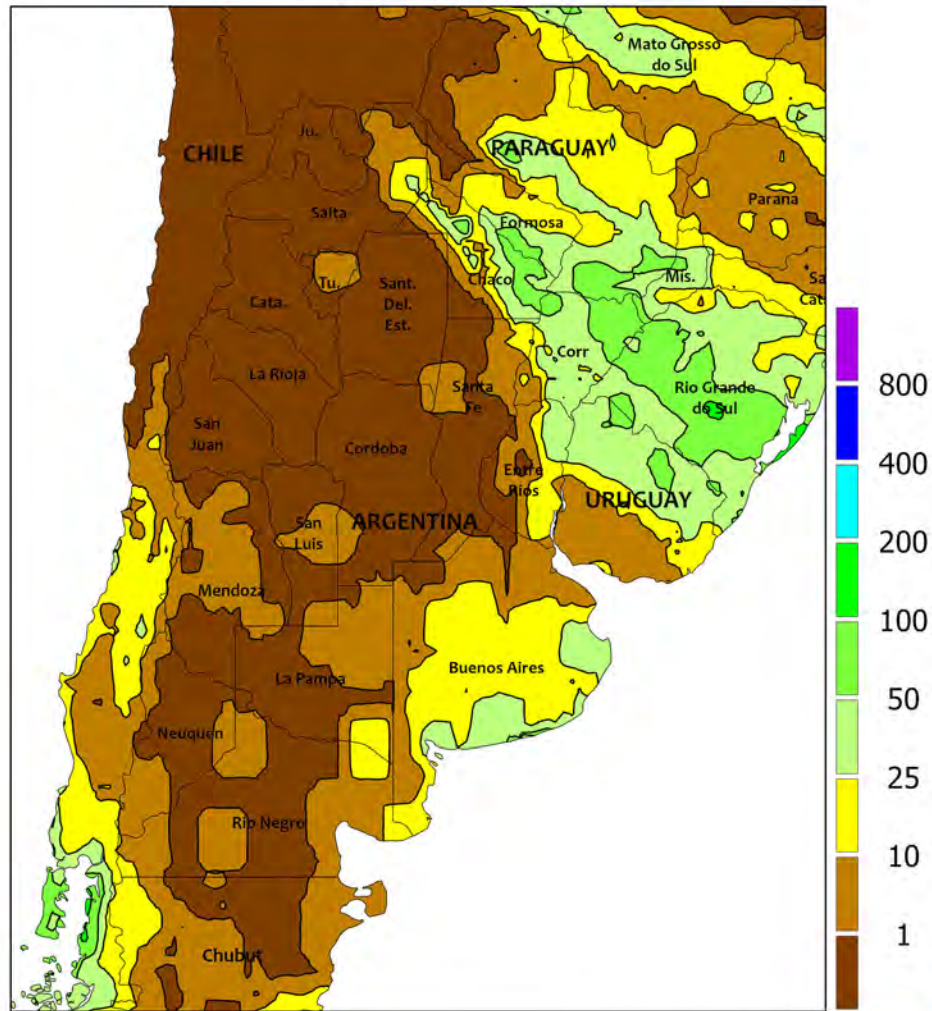 Mato Grosso
do Sul
Ju.
CHILE
PARAGUAY
Parana
Salta
Formosa
Chaco
Mis.
Sa
Cat
Tu.
Sant.
Del.
Est.
Cata.
Corr
La Rioja
Santa
Fe
Rio Grande
do Sul
San
Juan
Cordoba
Entre
Rios
URUGUAY
San
Luis
ARGENTINA
Mendoza
Buenos Aires
La Pampa
Neuquen
Rio Negro
Chubut
800
400
200
100
50
25
10
1